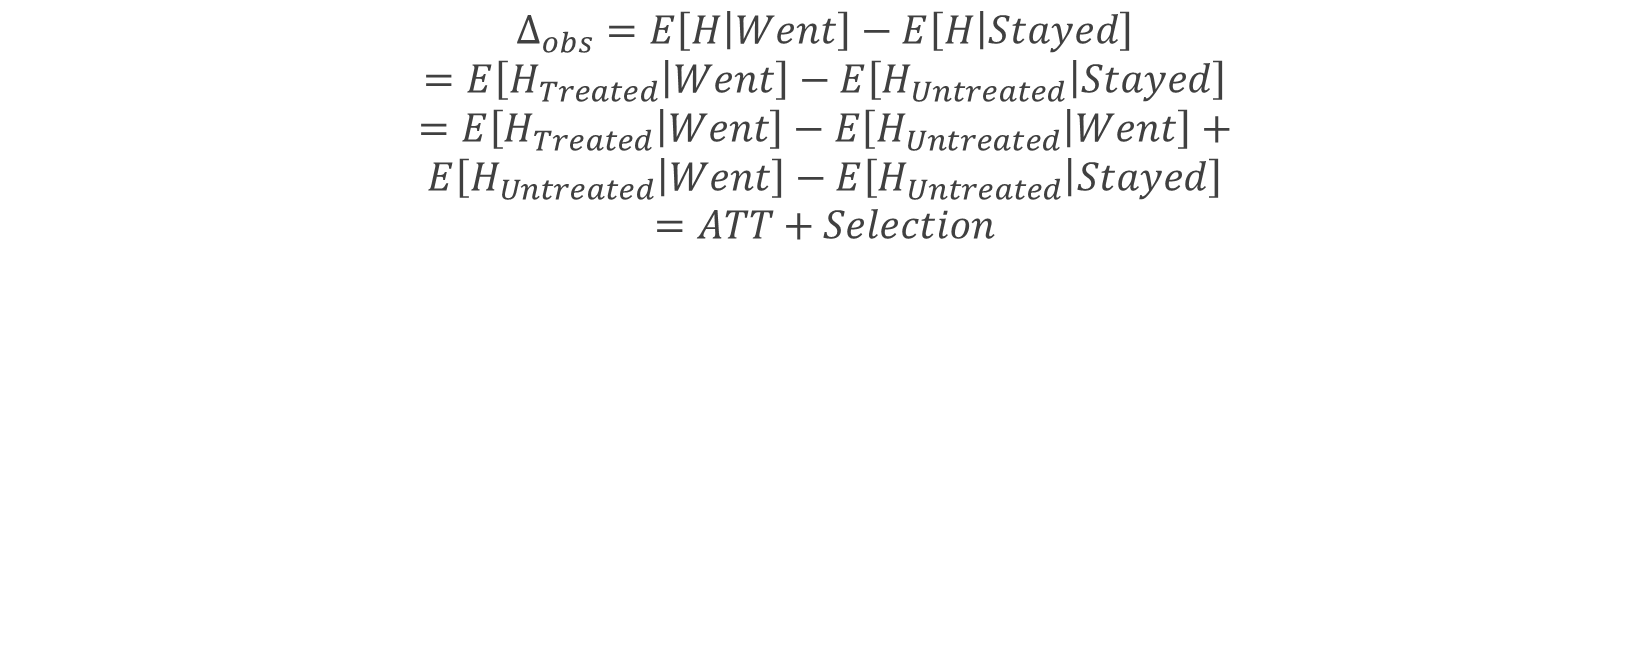 Δ_obs = E[H|Went] − E[H|Stayed]
= E[H_Treated|Went] − E[H_Untreated|Stayed]
= E[H_Treated|Went] − E[H_Untreated|Went] +
E[H_Untreated|Went] − E[H_Untreated|Stayed]
= ATT + Selection